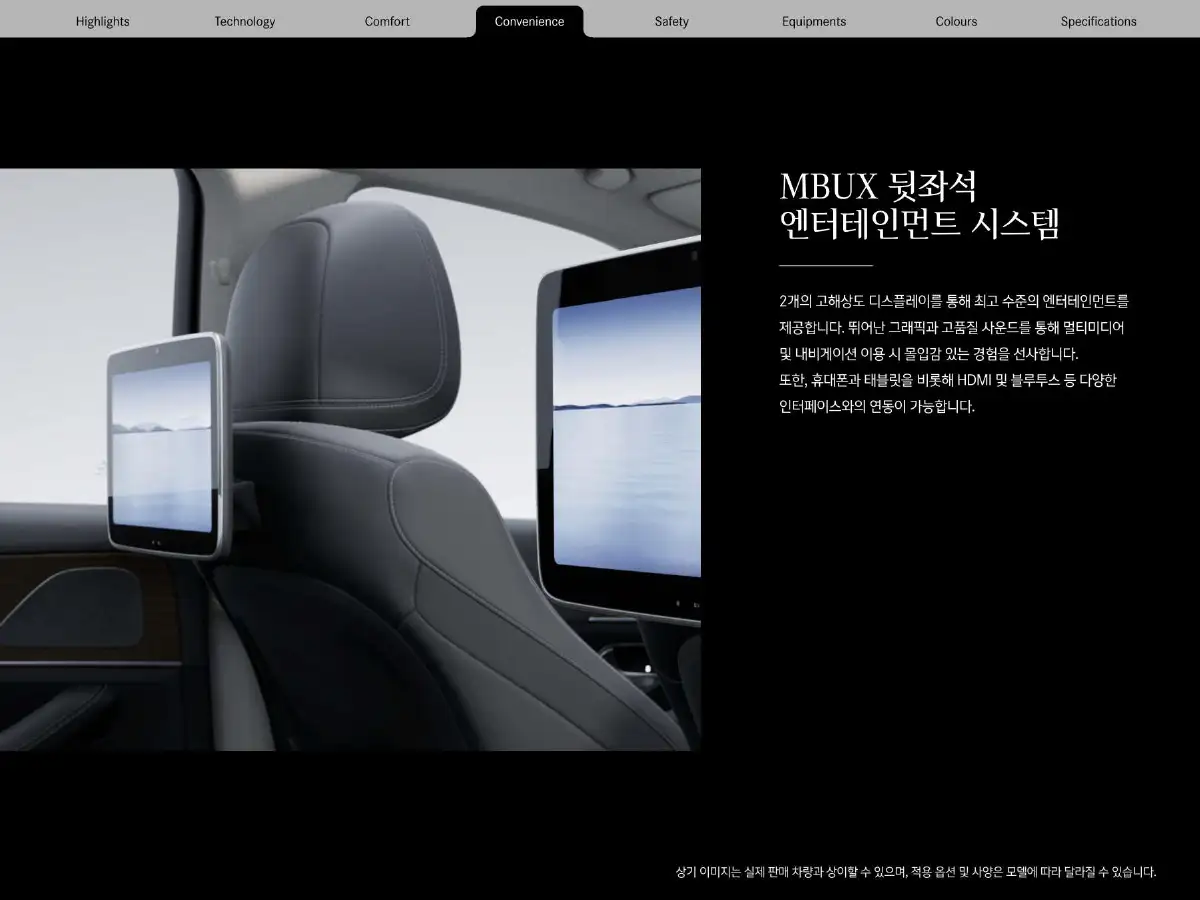 Highlights
Technology
Comfort
Convenience
Safety
Equipments
Colours
Specifications
MBUX 뒷좌석
엔터테인먼트 시스템
2개의 고해상도 디스플레이를 통해 최고 수준의 엔터테인먼트를
제공합니다. 뛰어난 그래픽과 고품질 사운드를 통해 멀티미디어
및 내비게이션 이용 시 몰입감 있는 경험을 선사합니다.
또한, 휴대폰과 태블릿을 비롯해 HDMI 및 블루투스 등 다양한
인터페이스와의 연동이 가능합니다.
상기 이미지는 실제 판매 차량과 상이할 수 있으며, 적용 옵션 및 사양은 모델에 따라 달라질 수 있습니다.